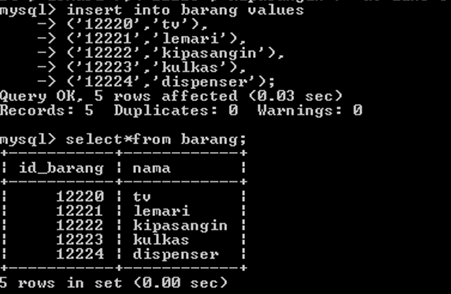 mysql> insert into barang values
    -> ('12220','tv'),
    -> ('12221','lemari'),
    -> ('12222','kipasangin'),
    -> ('12223','kulkas'),
    -> ('12224','dispenser');
Query OK, 5 rows affected (0.03 sec)
Records: 5  Duplicates: 0  Warnings: 0
mysql> select*from barang;
+-----------+------------+
| id_barang | nama       |
+-----------+------------+
|     12220 | tv         |
|     12221 | lemari     |
|     12222 | kipasangin |
|     12223 | kulkas     |
|     12224 | dispenser  |
+-----------+------------+
5 rows in set (0.00 sec)